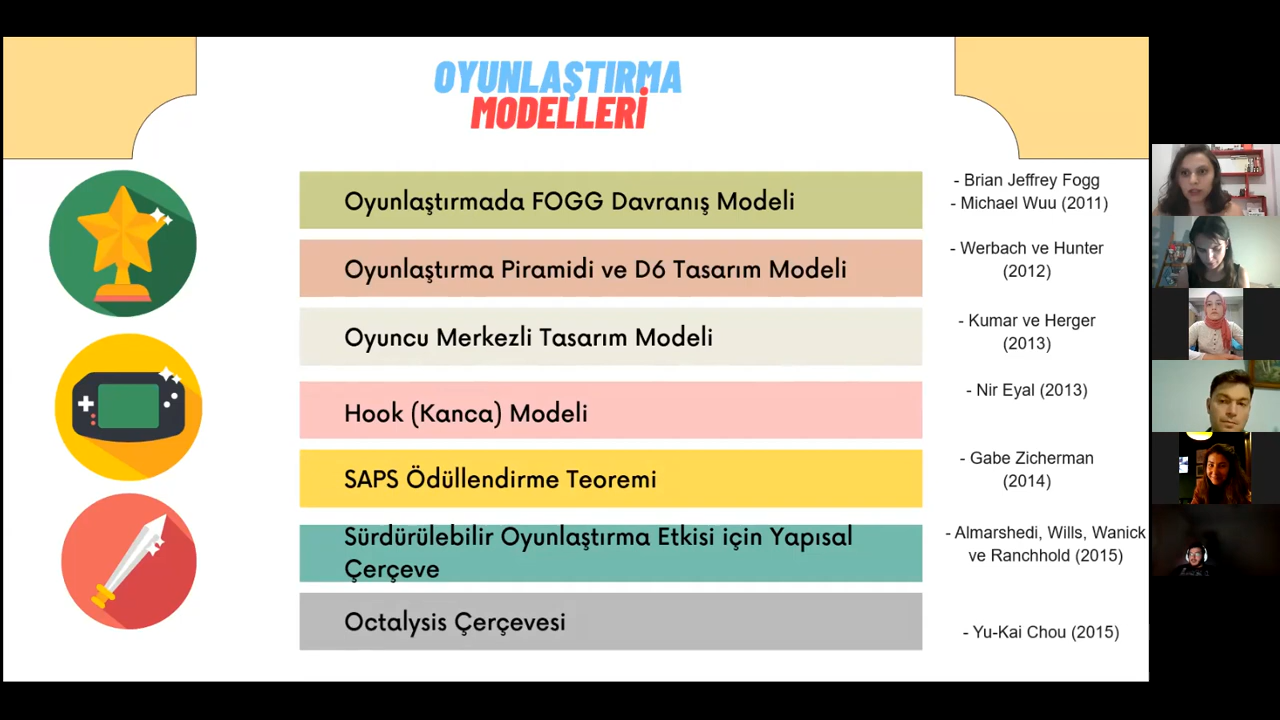 OYUNLAŞTIRMA
MODELLERİ
Oyunlaştırmada FOGG Davranış Modeli
- Brian Jeffrey Fogg
- Michael Wuu (2011)
Oyunlaştırma Piramidi ve D6 Tasarım Modeli
- Werbach ve Hunter
(2012)
Oyuncu Merkezli Tasarım Modeli
- Kumar ve Herger
(2013)
Hook (Kanca) Modeli
- Nir Eyal (2013)
SAPS Ödüllendirme Teoremi
- Gabe Zicherman
(2014)
Sürdürülebilir Oyunlaştırma Etkisi için Yapısal
Çerçeve
- Almarshedi, Wills, Wanick
ve Ranchhold (2015)
Octalysis Çerçevesi
- Yu-Kai Chou (2015)